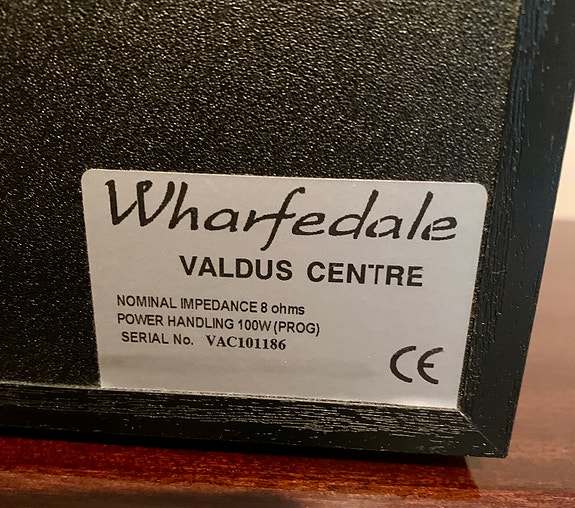 Wharfedale
VALDUS CENTRE
NOMINAL IMPEDANCE 8 ohms
POWER HANDLING 100W (PROG)
SERIAL No. VAC101186
CE